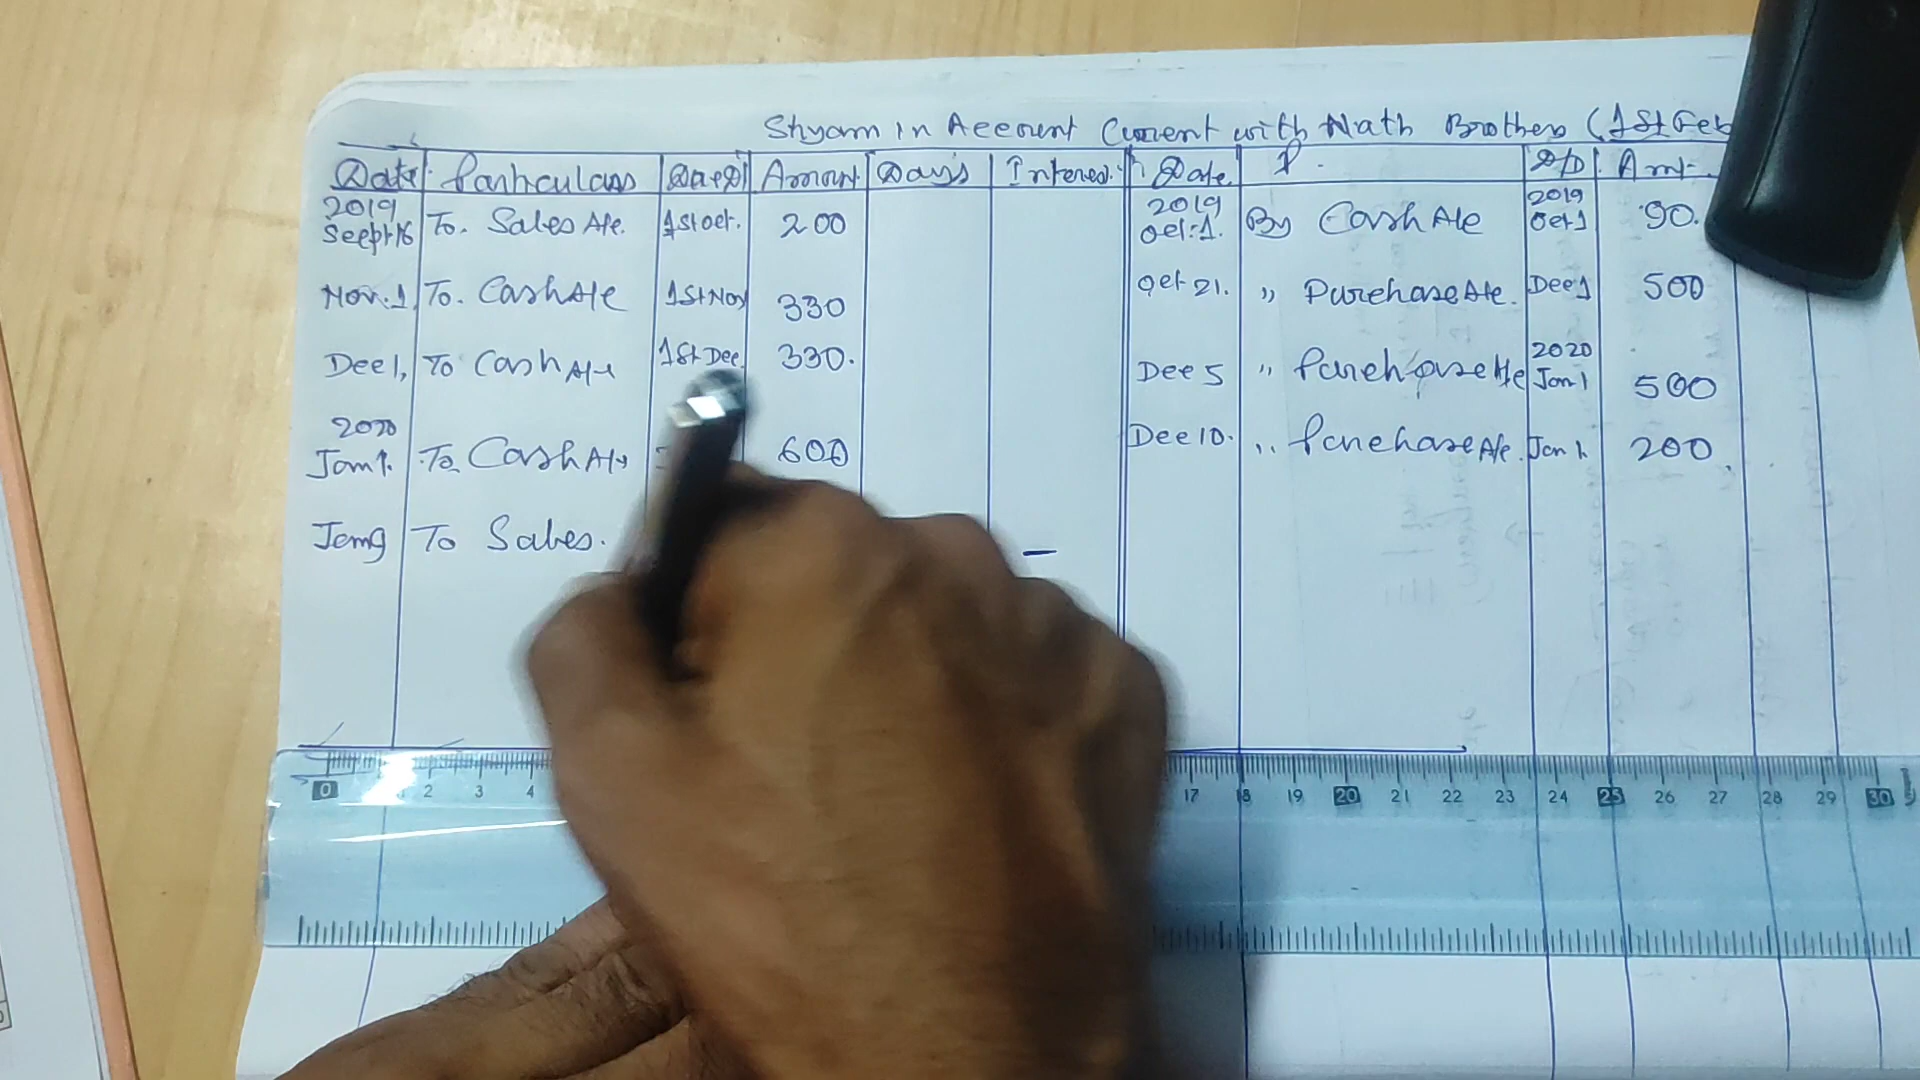 Shyam in Account Current with Nath Brothers (1st Feb
Date Particulars Due D Amount Days Interest. Date P. D/D Amt.
2019 Seept 16 To. Sales A/c. 1st oct. 200 2019 Oct:1. By Cash A/c 2019 Oct 1 90.
Nov.1 To. Cash A/c 1st Nov 330 Oct 21. ,, Purchase A/c. Dec 1 500
Dec 1, To Cash A/c 1st Dec. 330. Dec 5 ,, Purchase A/c 2020 Jan 1 500
2020 Jan 1. To Cash A/c 600 Dec 10. ,, Purchase A/c. Jan 1. 200
Jan 9 To Sales. –
0 2 3 4 17 18 19 20 21 22 23 24 25 26 27 28 29 30